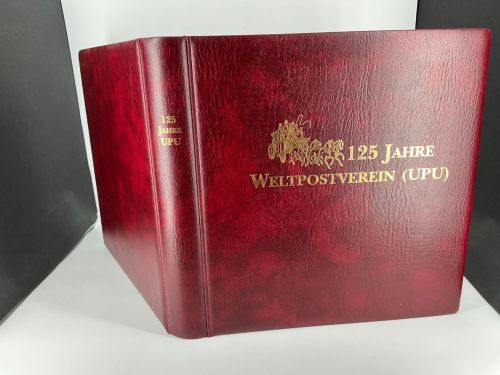 125
JAHRE
UPU
125 JAHRE
WELTPOSTVEREIN (UPU)